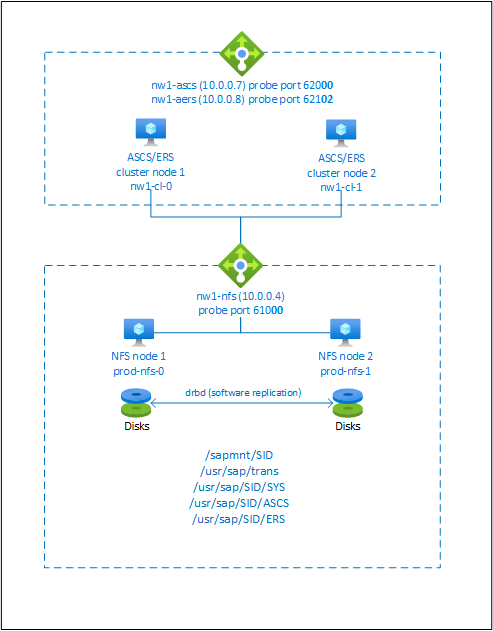 nw1-ascs (10.0.0.7) probe port 62000
nw1-aers (10.0.0.8) probe port 62102
ASCS/ERS
cluster node 1
nw1-cl-0
ASCS/ERS
cluster node 2
nw1-cl-1
nw1-nfs (10.0.0.4)
probe port 61000
NFS node 1
prod-nfs-0
NFS node 2
prod-nfs-1
drbd (software replication)
Disks
Disks
/sapmnt/SID
/usr/sap/trans
/usr/sap/SID/SYS
/usr/sap/SID/ASCS
/usr/sap/SID/ERS